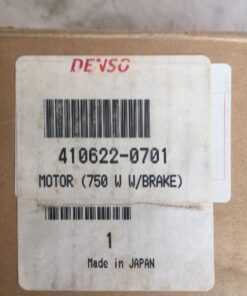 DENSO
410622-0701
MOTOR (750 W W/BRAKE)
1
Made in JAPAN